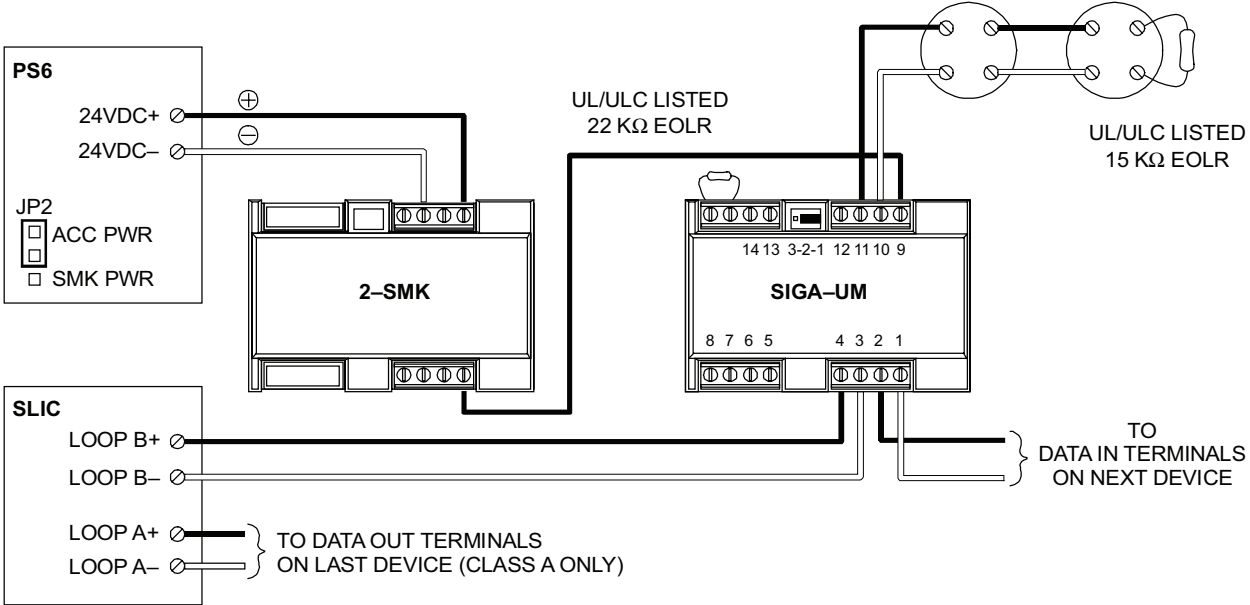 PS6
24VDC+
24VDC–
JP2
ACC PWR
SMK PWR
+
–
UL/ULC LISTED
22 KΩ EOLR
UL/ULC LISTED
15 KΩ EOLR
2–SMK
14 13 3-2-1 12 11 10 9
SIGA–UM
8 7 6 5 4 3 2 1
SLIC
LOOP B+
LOOP B–
LOOP A+
LOOP A–
TO DATA OUT TERMINALS
ON LAST DEVICE (CLASS A ONLY)
TO
DATA IN TERMINALS
ON NEXT DEVICE